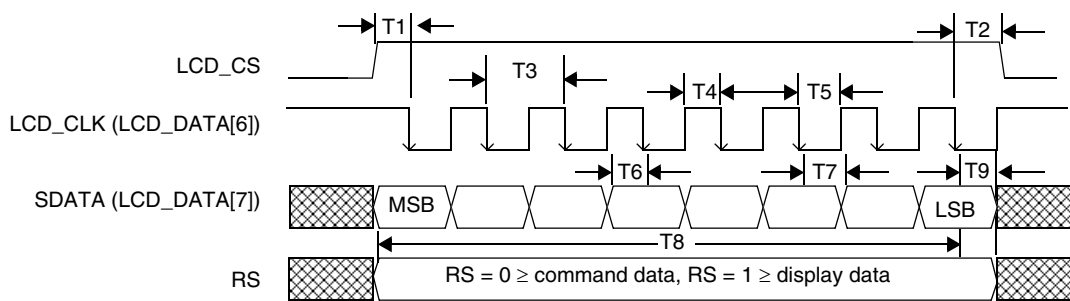 T1
T2
LCD_CS
T3
T4
T5
LCD_CLK (LCD_DATA[6])
T6
T7
T9
SDATA (LCD_DATA[7])
MSB
LSB
T8
RS
RS = 0 ≥ command data, RS = 1 ≥ display data